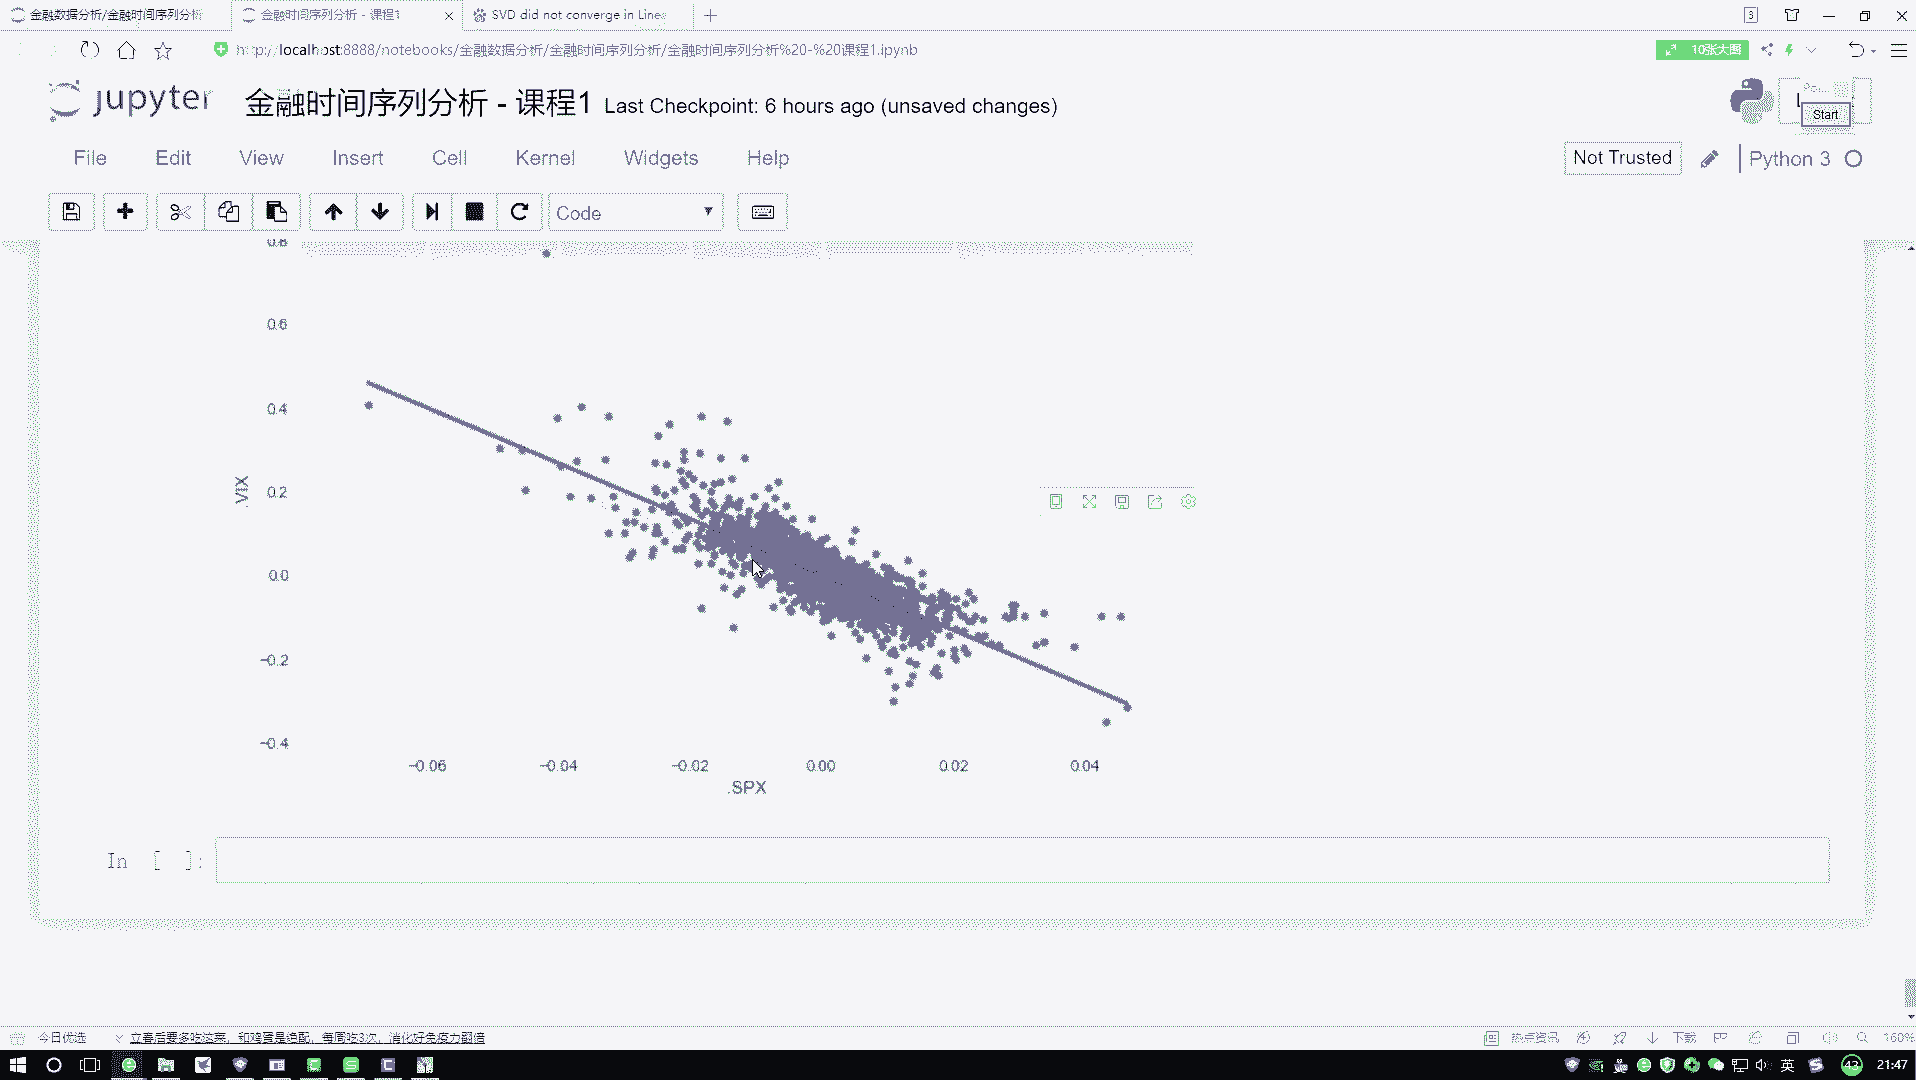 金融数据分析/金融时间序列分析
金融时间序列分析 - 课程1
SVD did not converge in Linea
3
http://localhost:8888/notebooks/金融数据分析/金融时间序列分析/金融时间序列分析%20-%20课程1.ipynb
10张大图
jupyter 金融时间序列分析 - 课程1 Last Checkpoint: 6 hours ago (unsaved changes)
Start
File Edit View Insert Cell Kernel Widgets Help
Not Trusted
Python 3
Code
0.8
0.6
0.4
.VIX
0.2
0.0
−0.2
−0.4
−0.06 −0.04 −0.02 0.00 0.02 0.04
.SPX
In [ ]:
今日优选
立春后要多吃这菜，和鸡蛋是绝配，每周吃3次，消化好免疫力翻倍
热点资讯
下载
160%
英
43
21:47